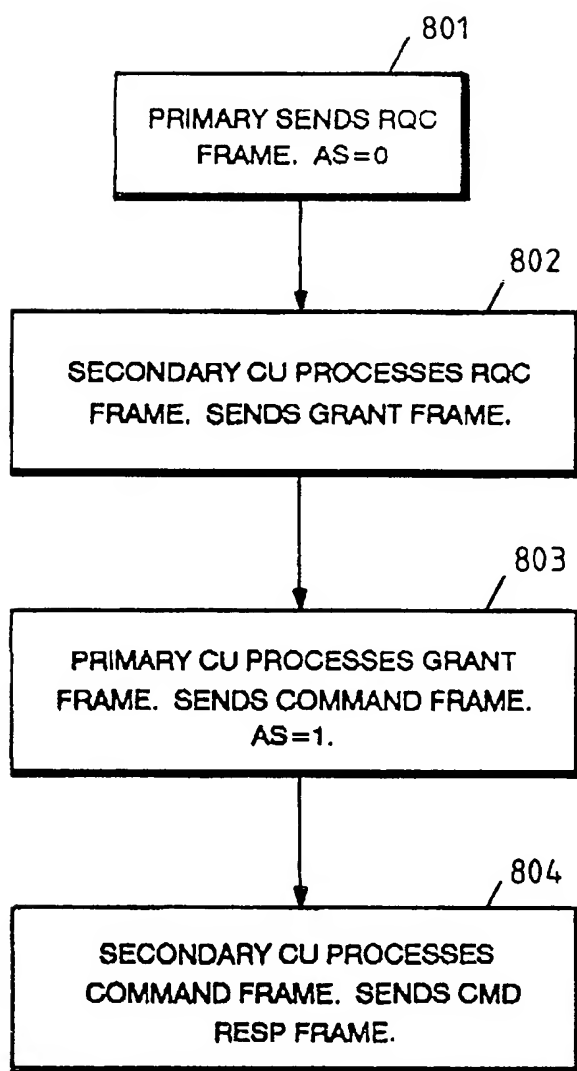 801
PRIMARY SENDS RQC
FRAME. AS=0
802
SECONDARY CU PROCESSES RQC
FRAME. SENDS GRANT FRAME.
803
PRIMARY CU PROCESSES GRANT
FRAME. SENDS COMMAND FRAME.
AS=1.
804
SECONDARY CU PROCESSES
COMMAND FRAME. SENDS CMD
RESP FRAME.